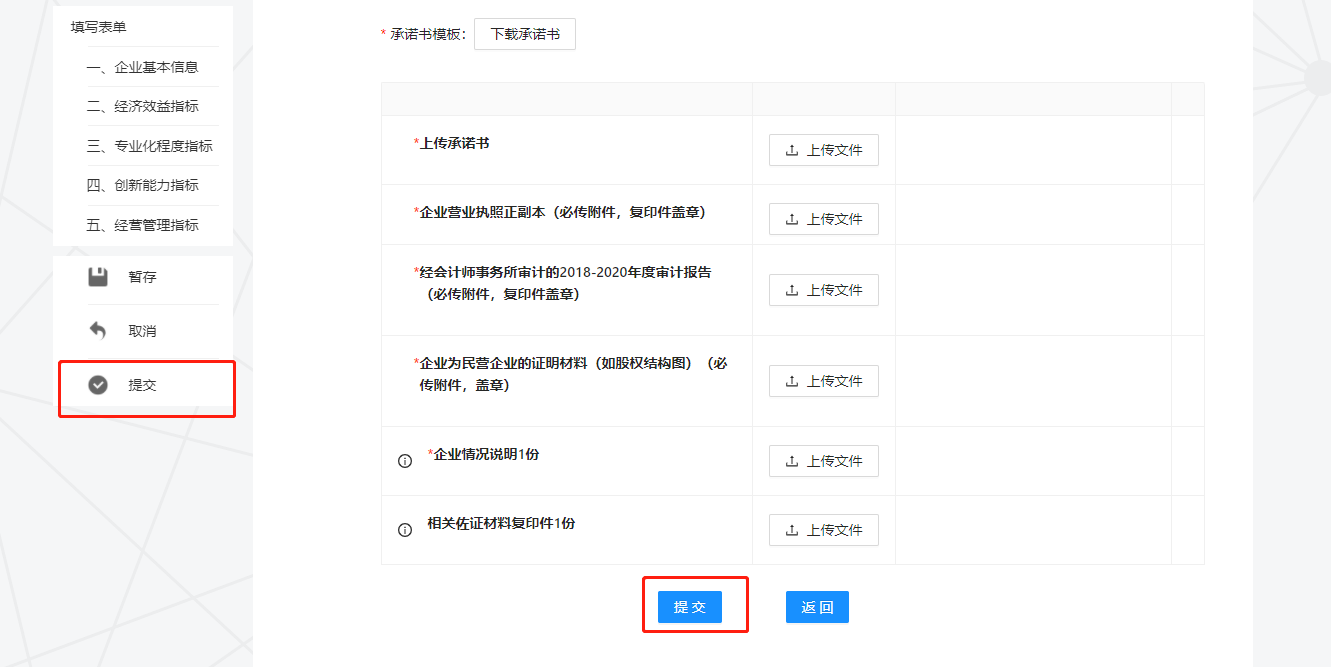 填写表单
一、企业基本信息
二、经济效益指标
三、专业化程度指标
四、创新能力指标
五、经营管理指标
暂存
取消
提交
* 承诺书模板: 下载承诺书
*上传承诺书 上传文件
*企业营业执照正副本（必传附件，复印件盖章） 上传文件
*经会计师事务所审计的2018-2020年度审计报告
（必传附件，复印件盖章） 上传文件
*企业为民营企业的证明材料（如股权结构图）（必
传附件，盖章） 上传文件
*企业情况说明1份 上传文件
相关佐证材料复印件1份 上传文件
提交 返回